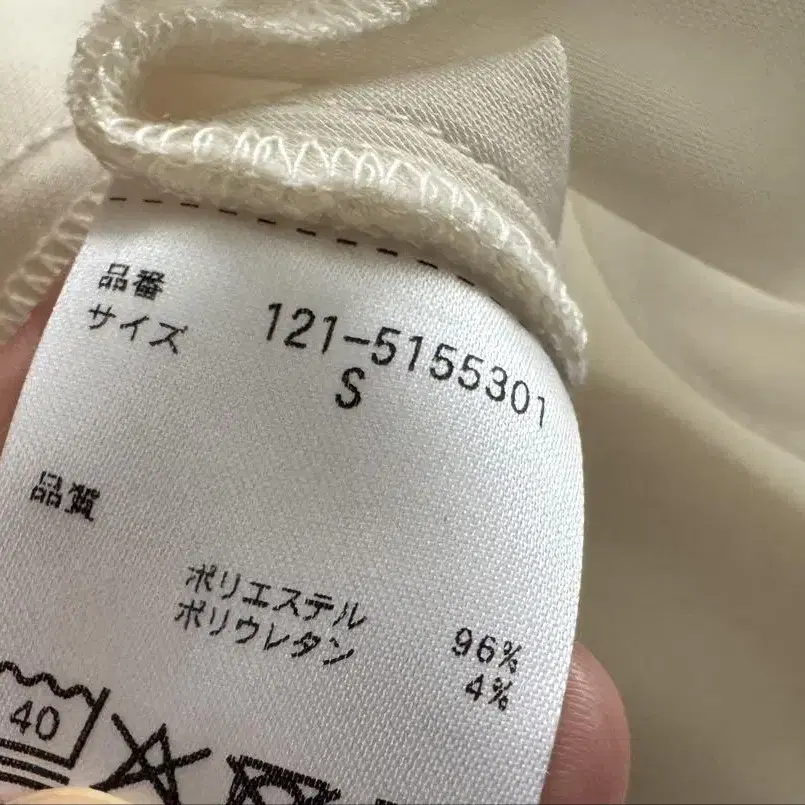 品番 121-5155301
サイズ S
品質
ポリエステル 96%
ポリウレタン 4%
40